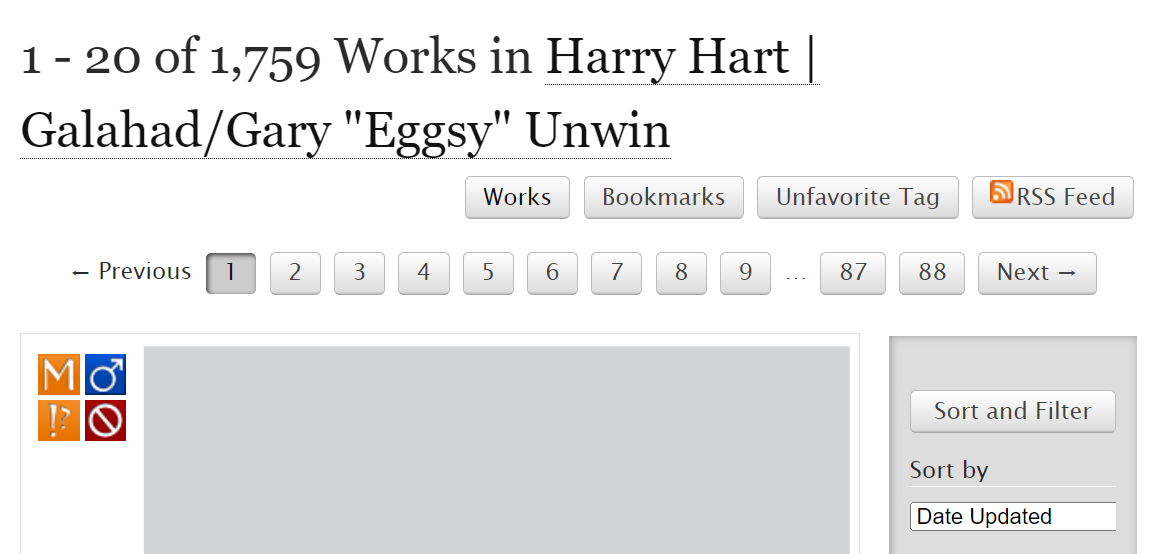 1 - 20 of 1,759 Works in Harry Hart |
Galahad/Gary "Eggsy" Unwin
Works Bookmarks Unfavorite Tag RSS Feed
← Previous 1 2 3 4 5 6 7 8 9 … 87 88 Next →
M
!?
Sort and Filter
Sort by
Date Updated